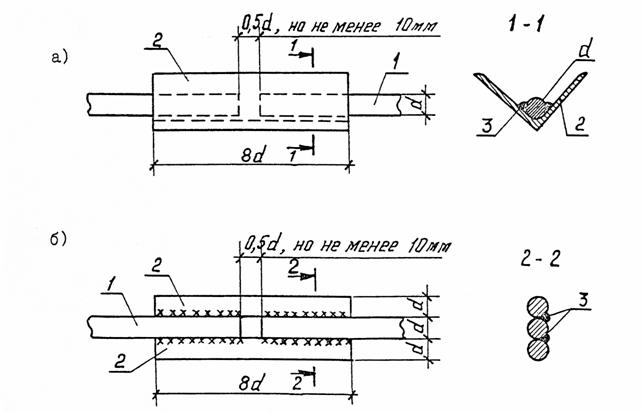 а)
2
0,5d, но не менее 10мм
1
1
d
1
8d
1-1
d
3
2
б)
0,5d, но не менее 10мм
2
1
2
d
d
d
2
8d
2
2-2
3